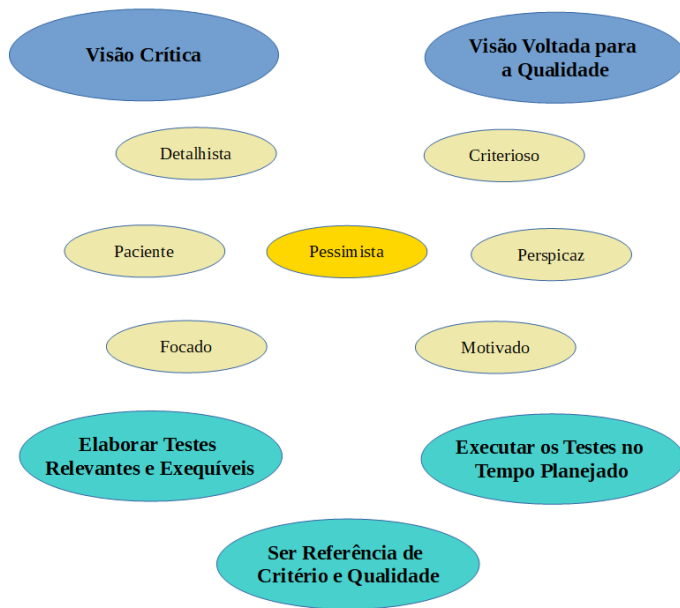 Visão Crítica
Visão Voltada para
a Qualidade
Detalhista
Criterioso
Paciente
Pessimista
Perspicaz
Focado
Motivado
Elaborar Testes
Relevantes e Exequíveis
Executar os Testes no
Tempo Planejado
Ser Referência de
Critério e Qualidade